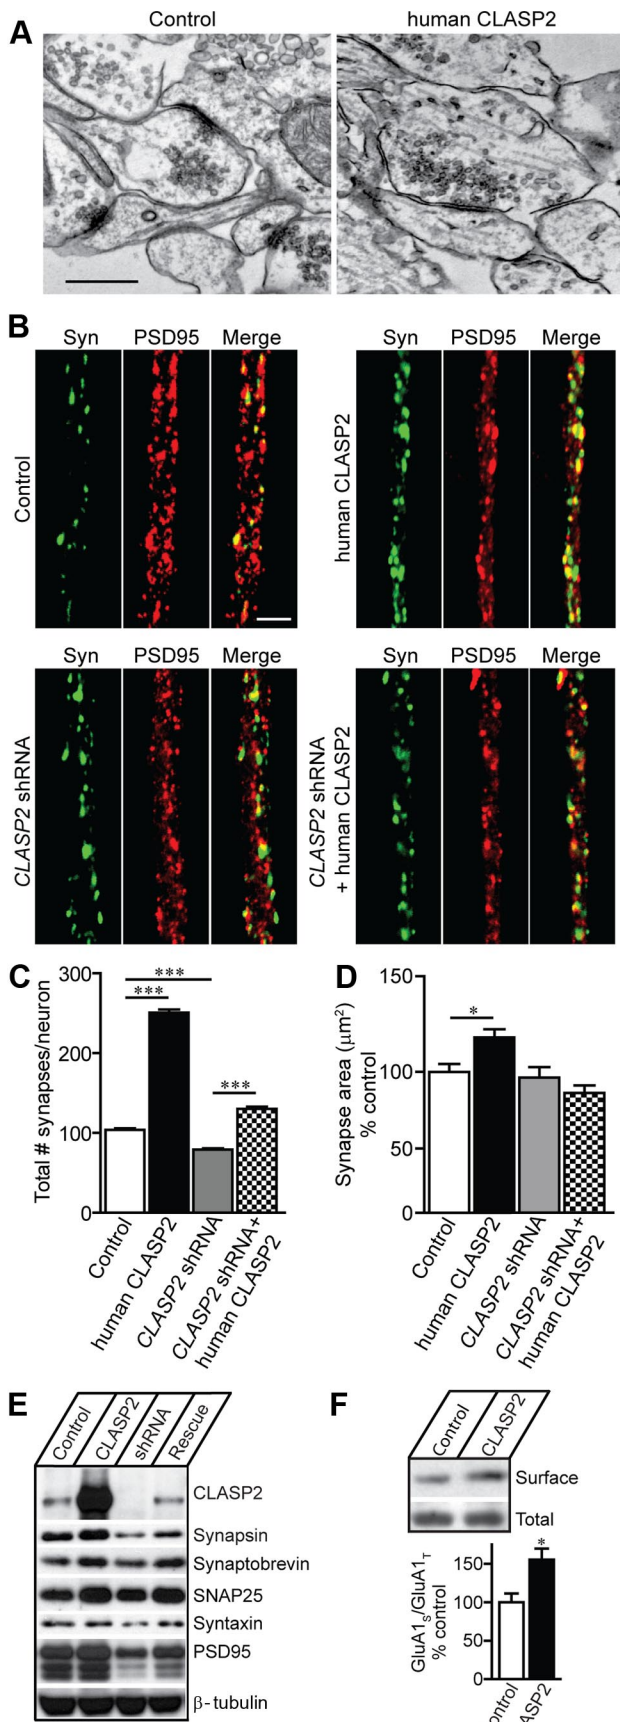 Control human CLASP2
A
B
Syn PSD95 Merge Syn PSD95 Merge
Control
human CLASP2
Syn PSD95 Merge Syn PSD95 Merge
CLASP2 shRNA
CLASP2 shRNA
+ human CLASP2
C
Total # synapses/neuron
300
200
100
0
***
***
***
Control
human CLASP2
CLASP2 shRNA
CLASP2 shRNA+
human CLASP2
D
Synapse area (μm²)
% control
150
100
50
0
*
Control
human CLASP2
CLASP2 shRNA
CLASP2 shRNA+
human CLASP2
E
Control CLASP2 shRNA Rescue
CLASP2
Synapsin
Synaptobrevin
SNAP25
Syntaxin
PSD95
β-tubulin
F
Control CLASP2
Surface
Total
GluA1S/GluA1T
% control
150
100
50
0
*